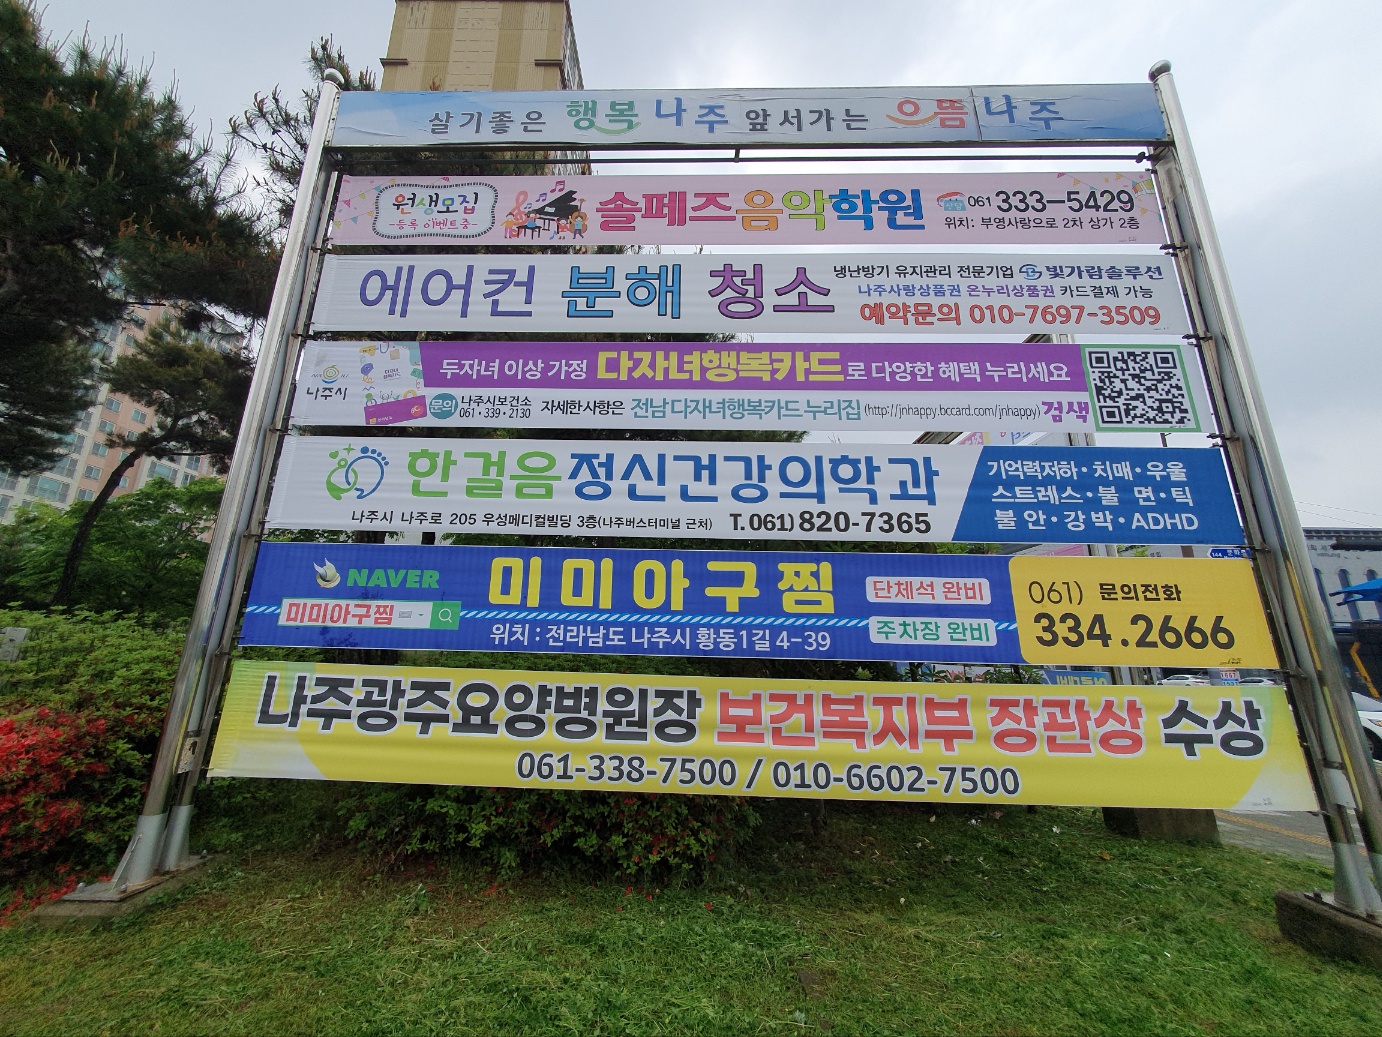 살기좋은 행복 나주 앞서가는 으뜸 나주
원생모집
-등록 이벤트중-
솔페즈음악학원
061 333-5429
위치: 부영사랑으로 2차 상가 2층
에어컨 분해 청소
냉난방기 유지관리 전문기업 빛가람솔루션
나주사랑상품권 온누리상품권 카드결제 가능
예약문의 010-7697-3509
나주시
두자녀 이상 가정 다자녀행복카드로 다양한 혜택 누리세요
문의 나주시보건소
061·339·2130
자세한사항은 전남 다자녀행복카드 누리집 (http://jnhappy.bccard.com/jnhappy) 검색
한걸음정신건강의학과
나주시 나주로 205 우성메디컬빌딩 3층(나주버스터미널 근처) T.061)820-7365
기억력저하·치매·우울
스트레스·불 면·틱
불 안·강 박·ADHD
NAVER
미미아구찜
미미아구찜
위치 : 전라남도 나주시 황동1길 4-39
단체석 완비
주차장 완비
061) 문의전화
334.2666
나주광주요양병원장 보건복지부 장관상 수상
061-338-7500 / 010-6602-7500